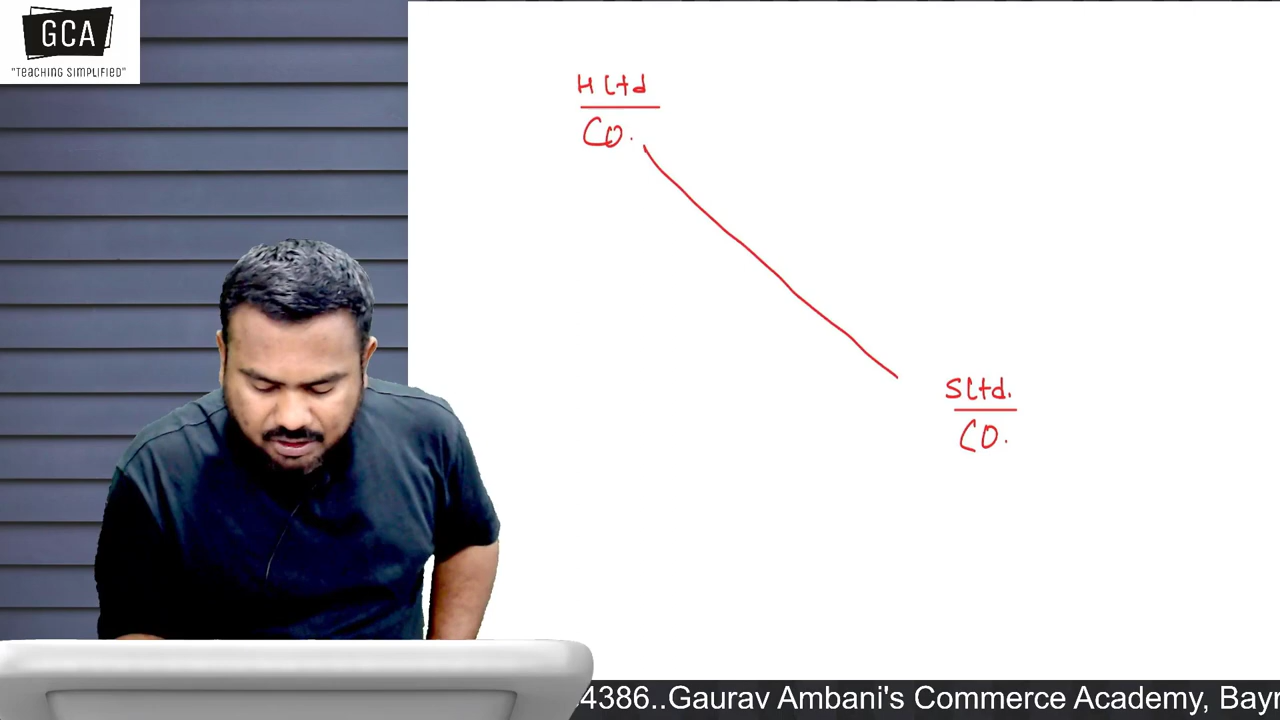 GCA
"Teaching Simplified"
H Ltd
CO.
S Ltd.
CO.
4386..Gaurav Ambani's Commerce Academy, Bayr